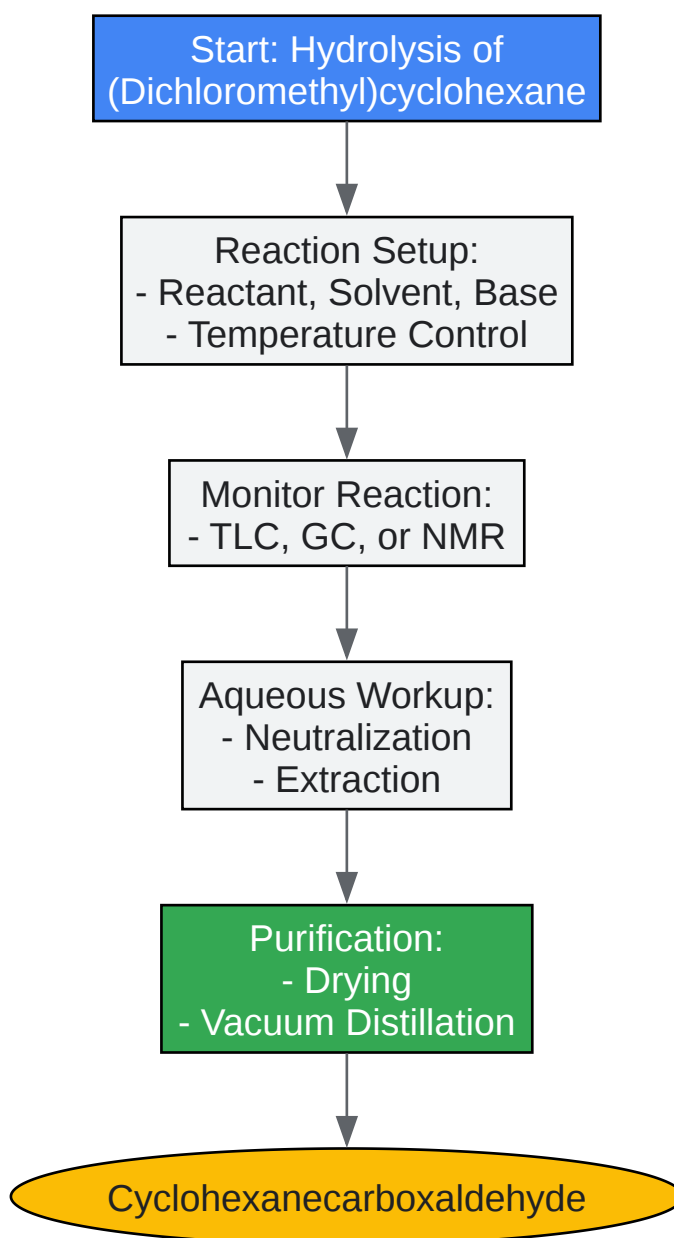 Start: Hydrolysis of
(Dichloromethyl)cyclohexane
Reaction Setup:
- Reactant, Solvent, Base
- Temperature Control
Monitor Reaction:
- TLC, GC, or NMR
Aqueous Workup:
- Neutralization
- Extraction
Purification:
- Drying
- Vacuum Distillation
Cyclohexanecarboxaldehyde